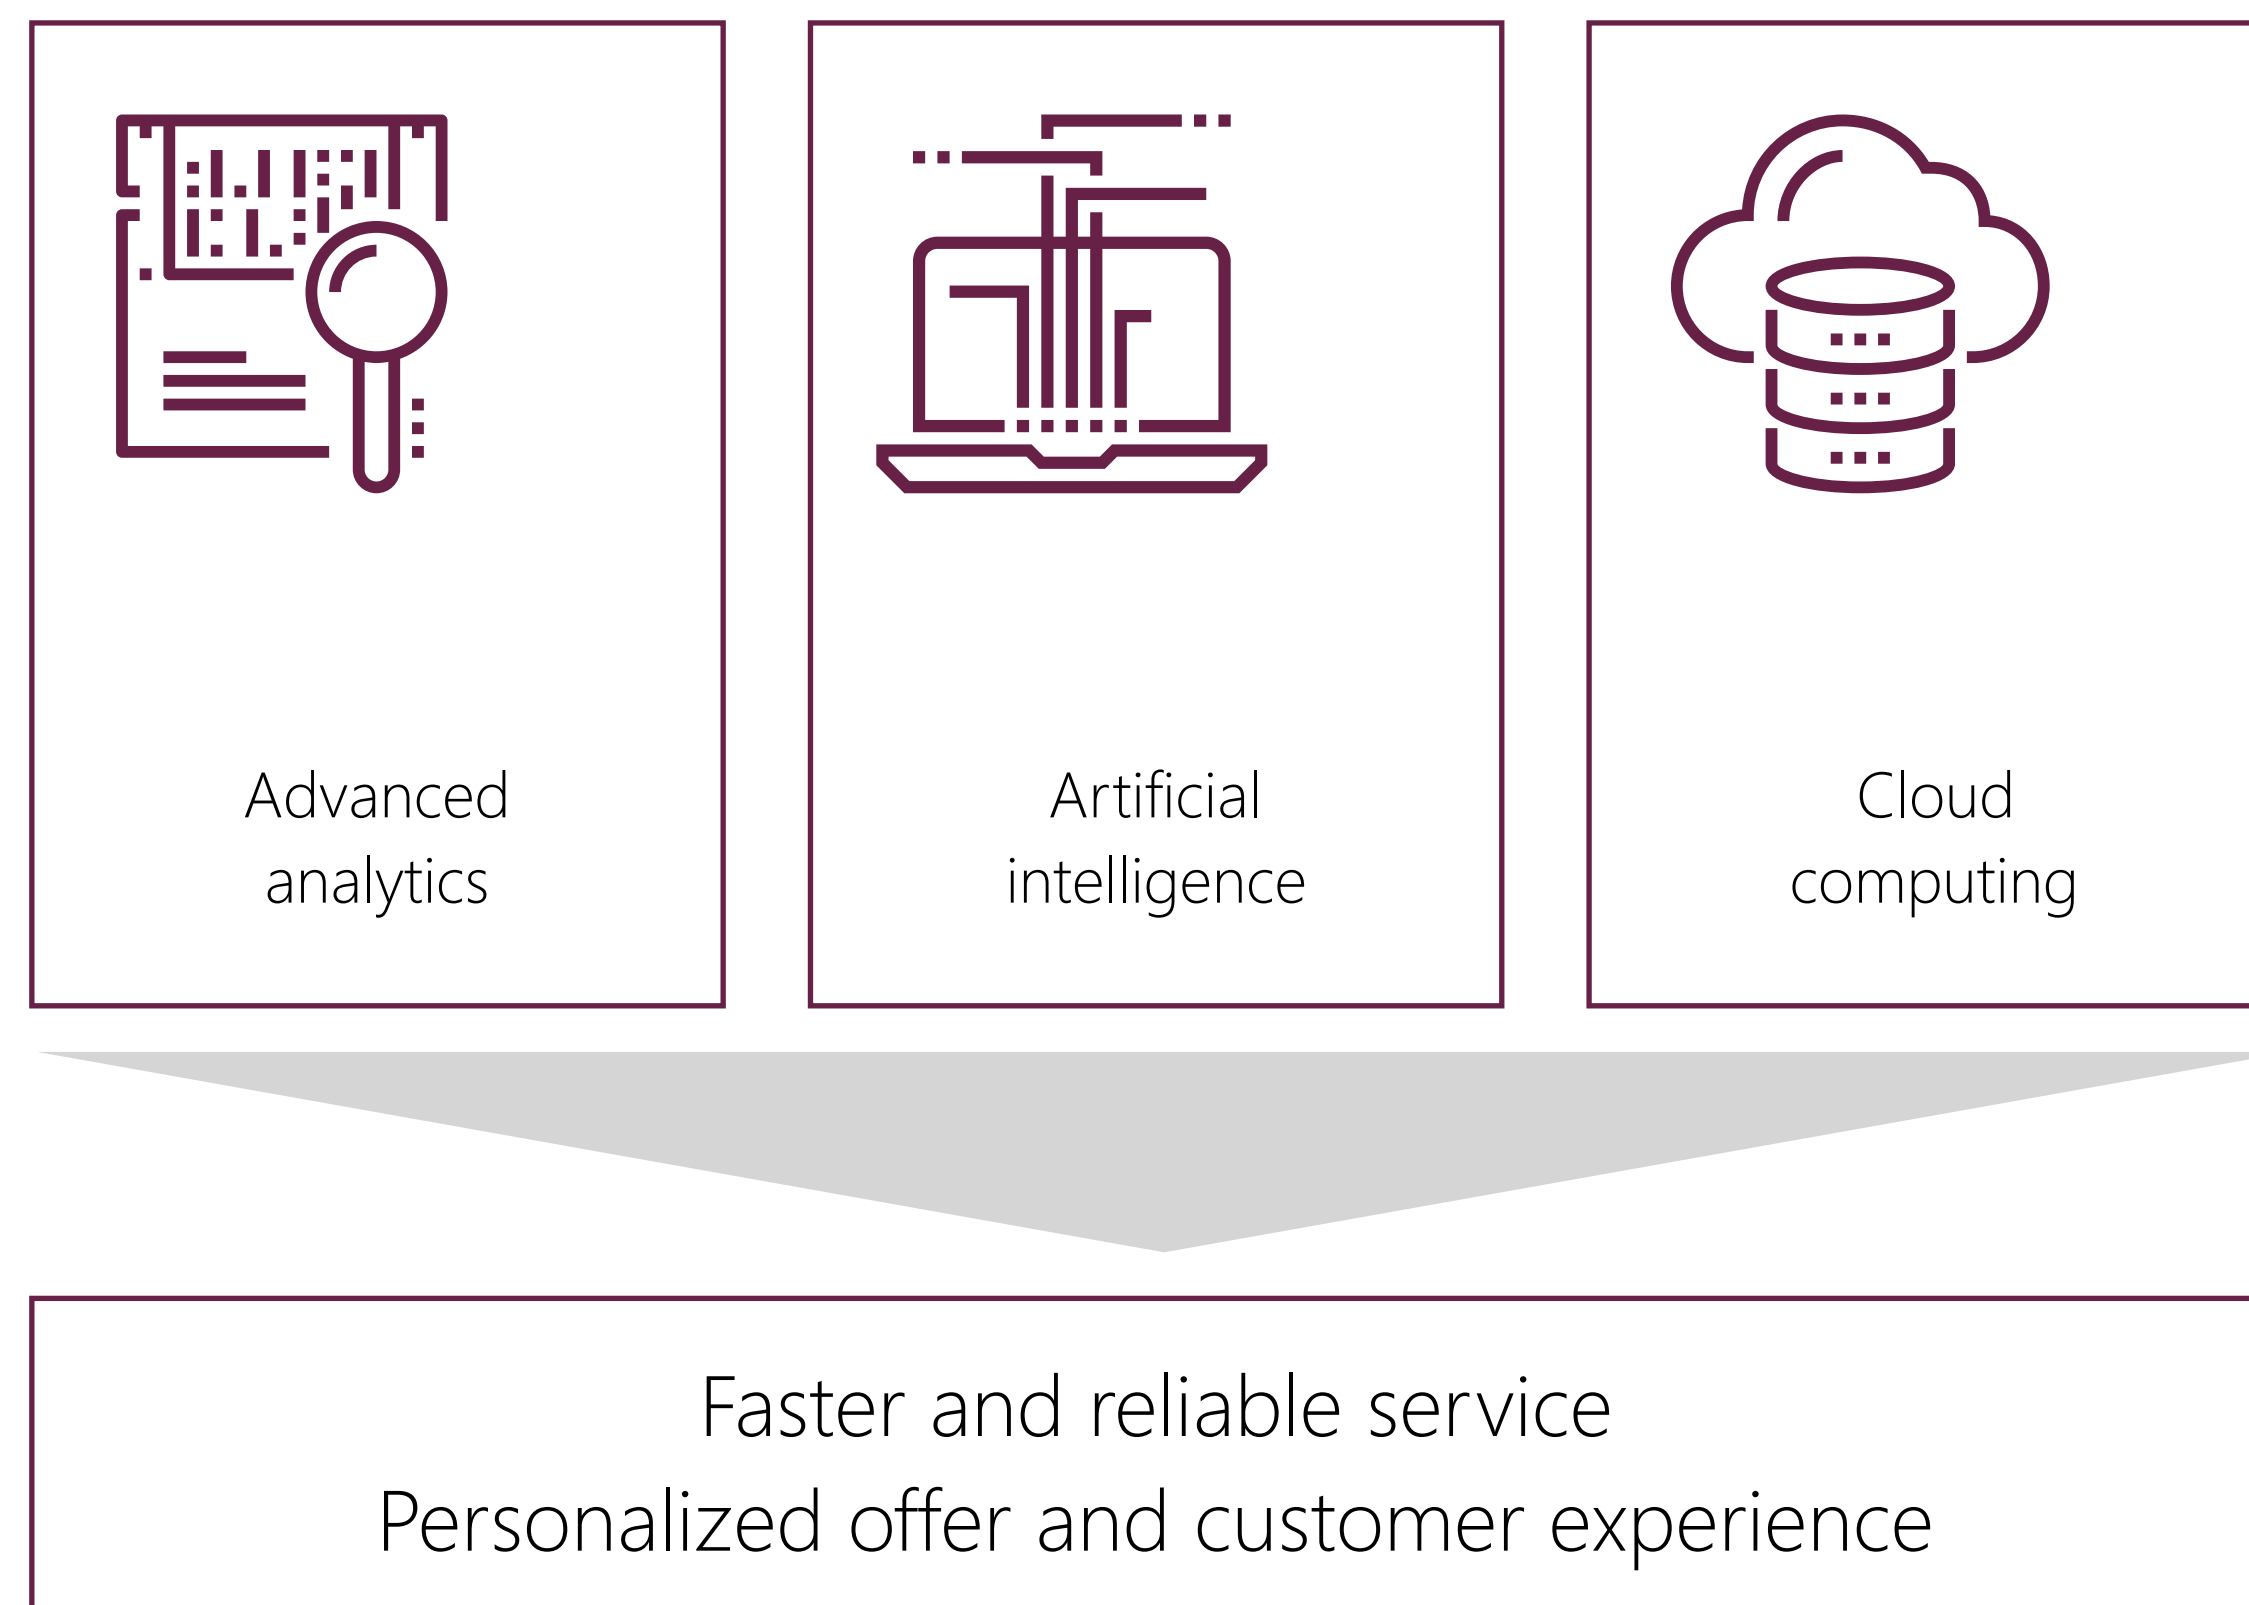 Advanced
analytics
Artificial
intelligence
Cloud
computing
Faster and reliable service
Personalized offer and customer experience